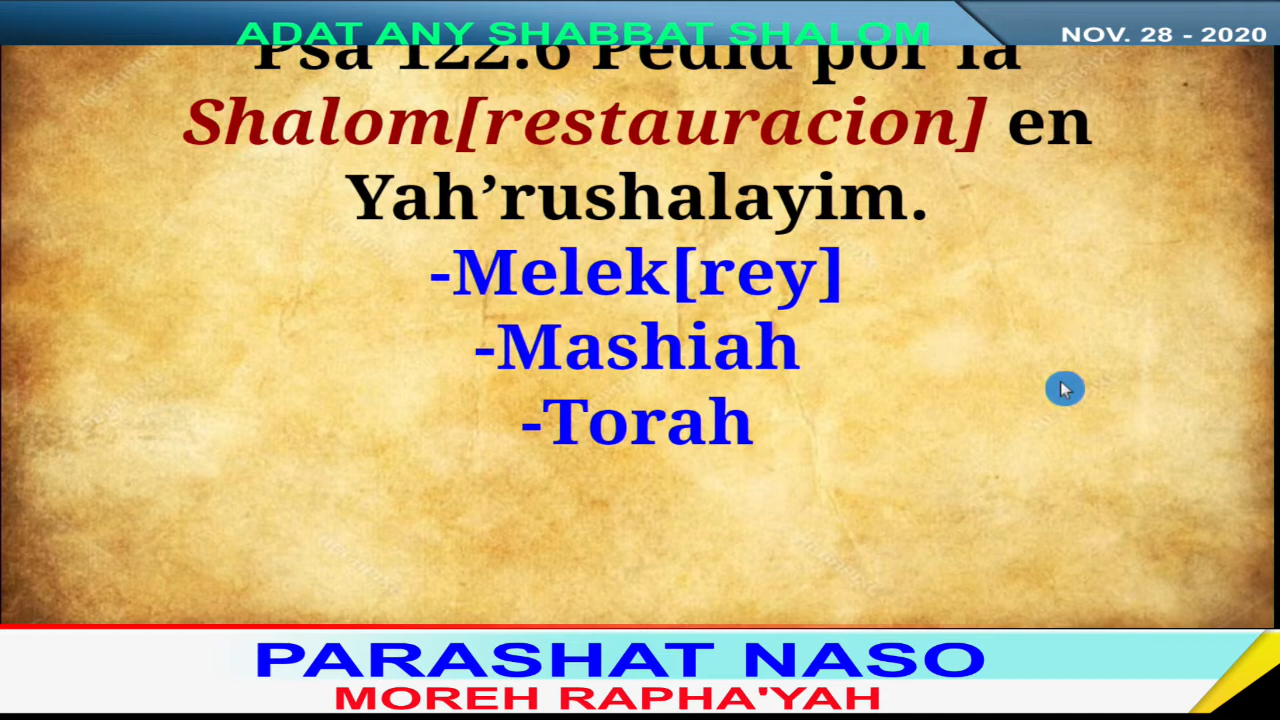 ADAT ANY SHABBAT SHALOM
NOV. 28 - 2020
Psa 122.6 Pedid por la
Shalom[restauracion] en
Yah’rushalayim.
-Melek[rey]
-Mashiah
-Torah
PARASHAT NASO
MOREH RAPHA'YAH